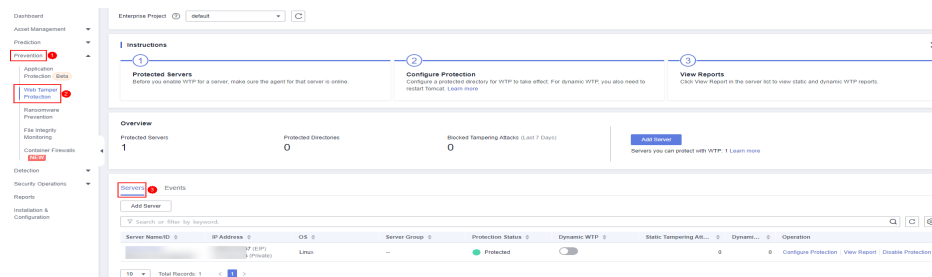 Dashboard
Asset Management
Prediction
Prevention 1
Application
Protection Beta
Web Tamper
Protection 2
Ransomware
Prevention
File Integrity
Monitoring
Container Firewalls
NEW
Detection
Security Operations
Reports
Installation &
Configuration
Enterprise Project default
Instructions
1
Protected Servers
Before you enable WTP for a server, make sure the agent for that server is online.
2
Configure Protection
Configure a protected directory for WTP to take effect. For dynamic WTP, you also need to
restart Tomcat. Learn more
3
View Reports
Click View Report in the server list to view static and dynamic WTP reports.
Overview
Protected Servers
1
Protected Directories
0
Blocked Tampering Attacks (Last 7 Days)
0
Add Server
Servers you can protect with WTP: 1 Learn more
Servers 3 Events
Add Server
Search or filter by keyword.
Server Name/ID IP Address OS Server Group Protection Status Dynamic WTP Static Tampering Att... Dynami... Operation
(EIP)
(Private)
Linux -- Protected 0 0 Configure Protection View Report Disable Protection
10 Total Records: 1 < 1 >